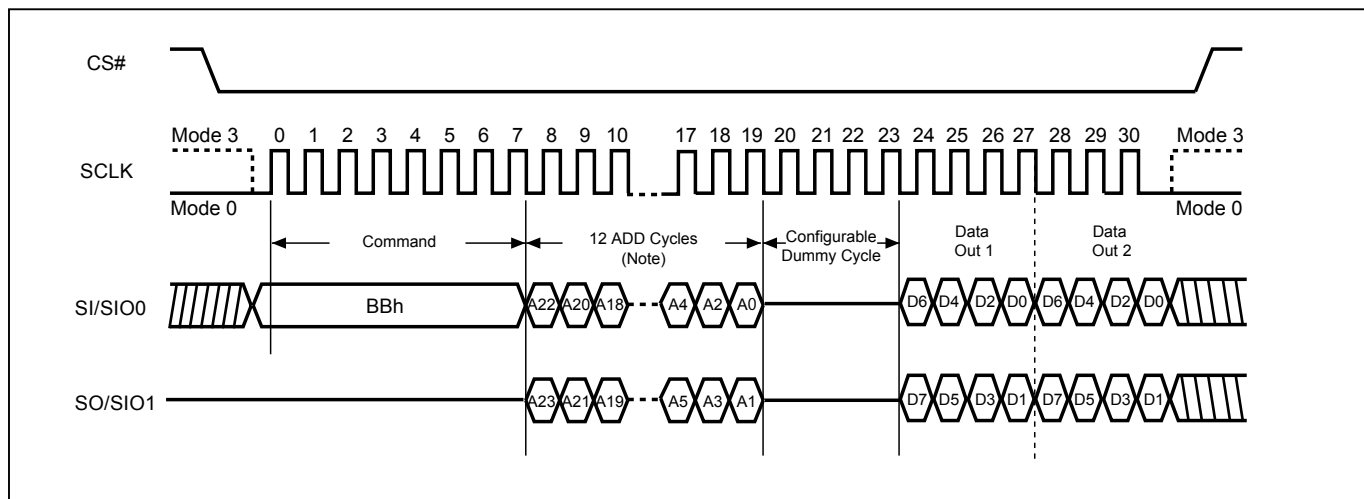 CS#
Mode 3 0 1 2 3 4 5 6 7 8 9 10 17 18 19 20 21 22 23 24 25 26 27 28 29 30 Mode 3
SCLK
Mode 0 Mode 0
Command 12 ADD Cycles (Note) Configurable Dummy Cycle Data Out 1 Data Out 2
SI/SIO0 BBh A22 A20 A18 A4 A2 A0 D6 D4 D2 D0 D6 D4 D2 D0
SO/SIO1 A23 A21 A19 A5 A3 A1 D7 D5 D3 D1 D7 D5 D3 D1